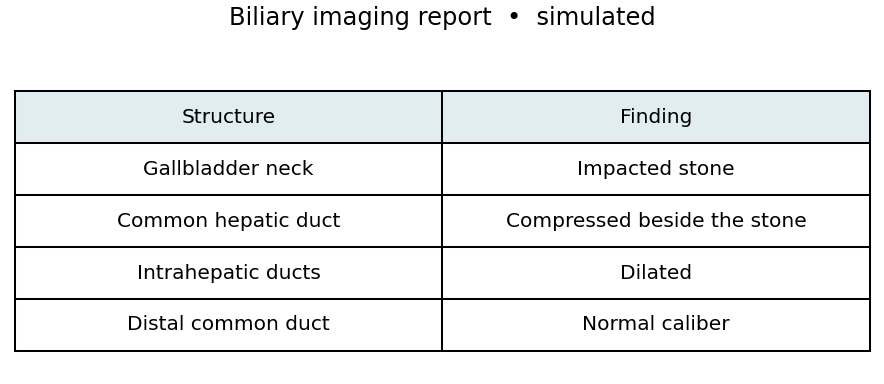 Biliary imaging report • simulated
Structure Finding
Gallbladder neck Impacted stone
Common hepatic duct Compressed beside the stone
Intrahepatic ducts Dilated
Distal common duct Normal caliber